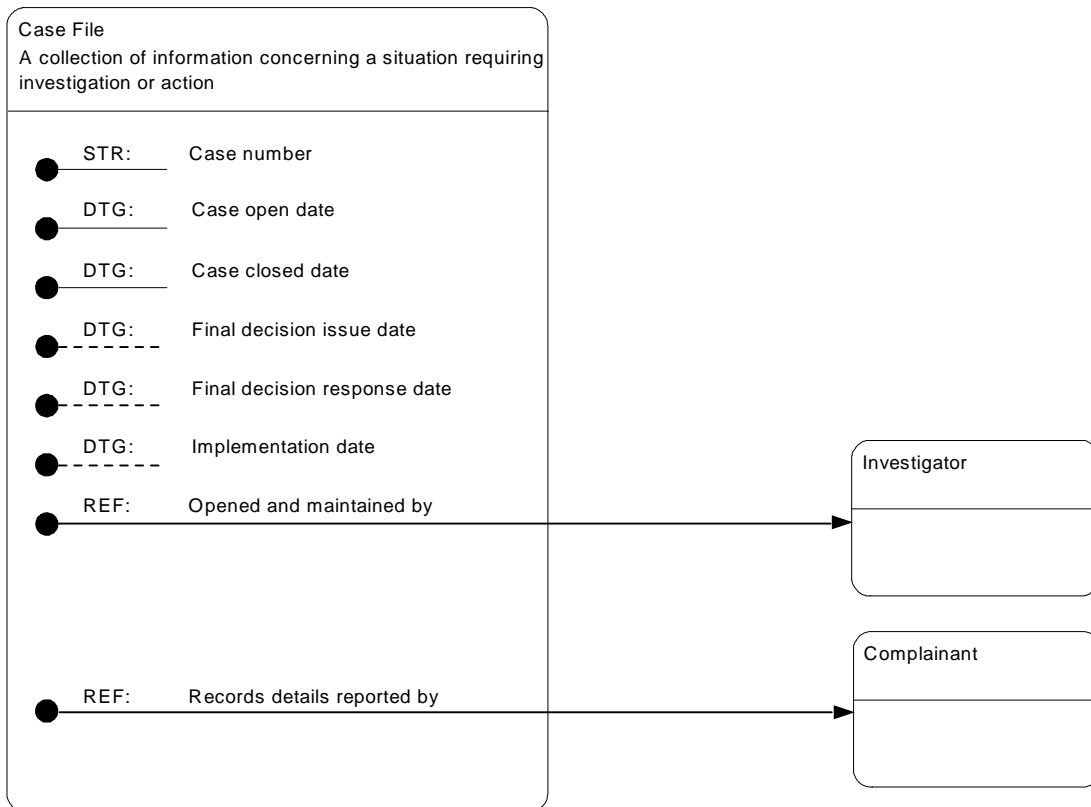 Case File
A collection of information concerning a situation requiring
investigation or action
STR: Case number
DTG: Case open date
DTG: Case closed date
DTG: Final decision issue date
DTG: Final decision response date
DTG: Implementation date
REF: Opened and maintained by
Investigator
REF: Records details reported by
Complainant